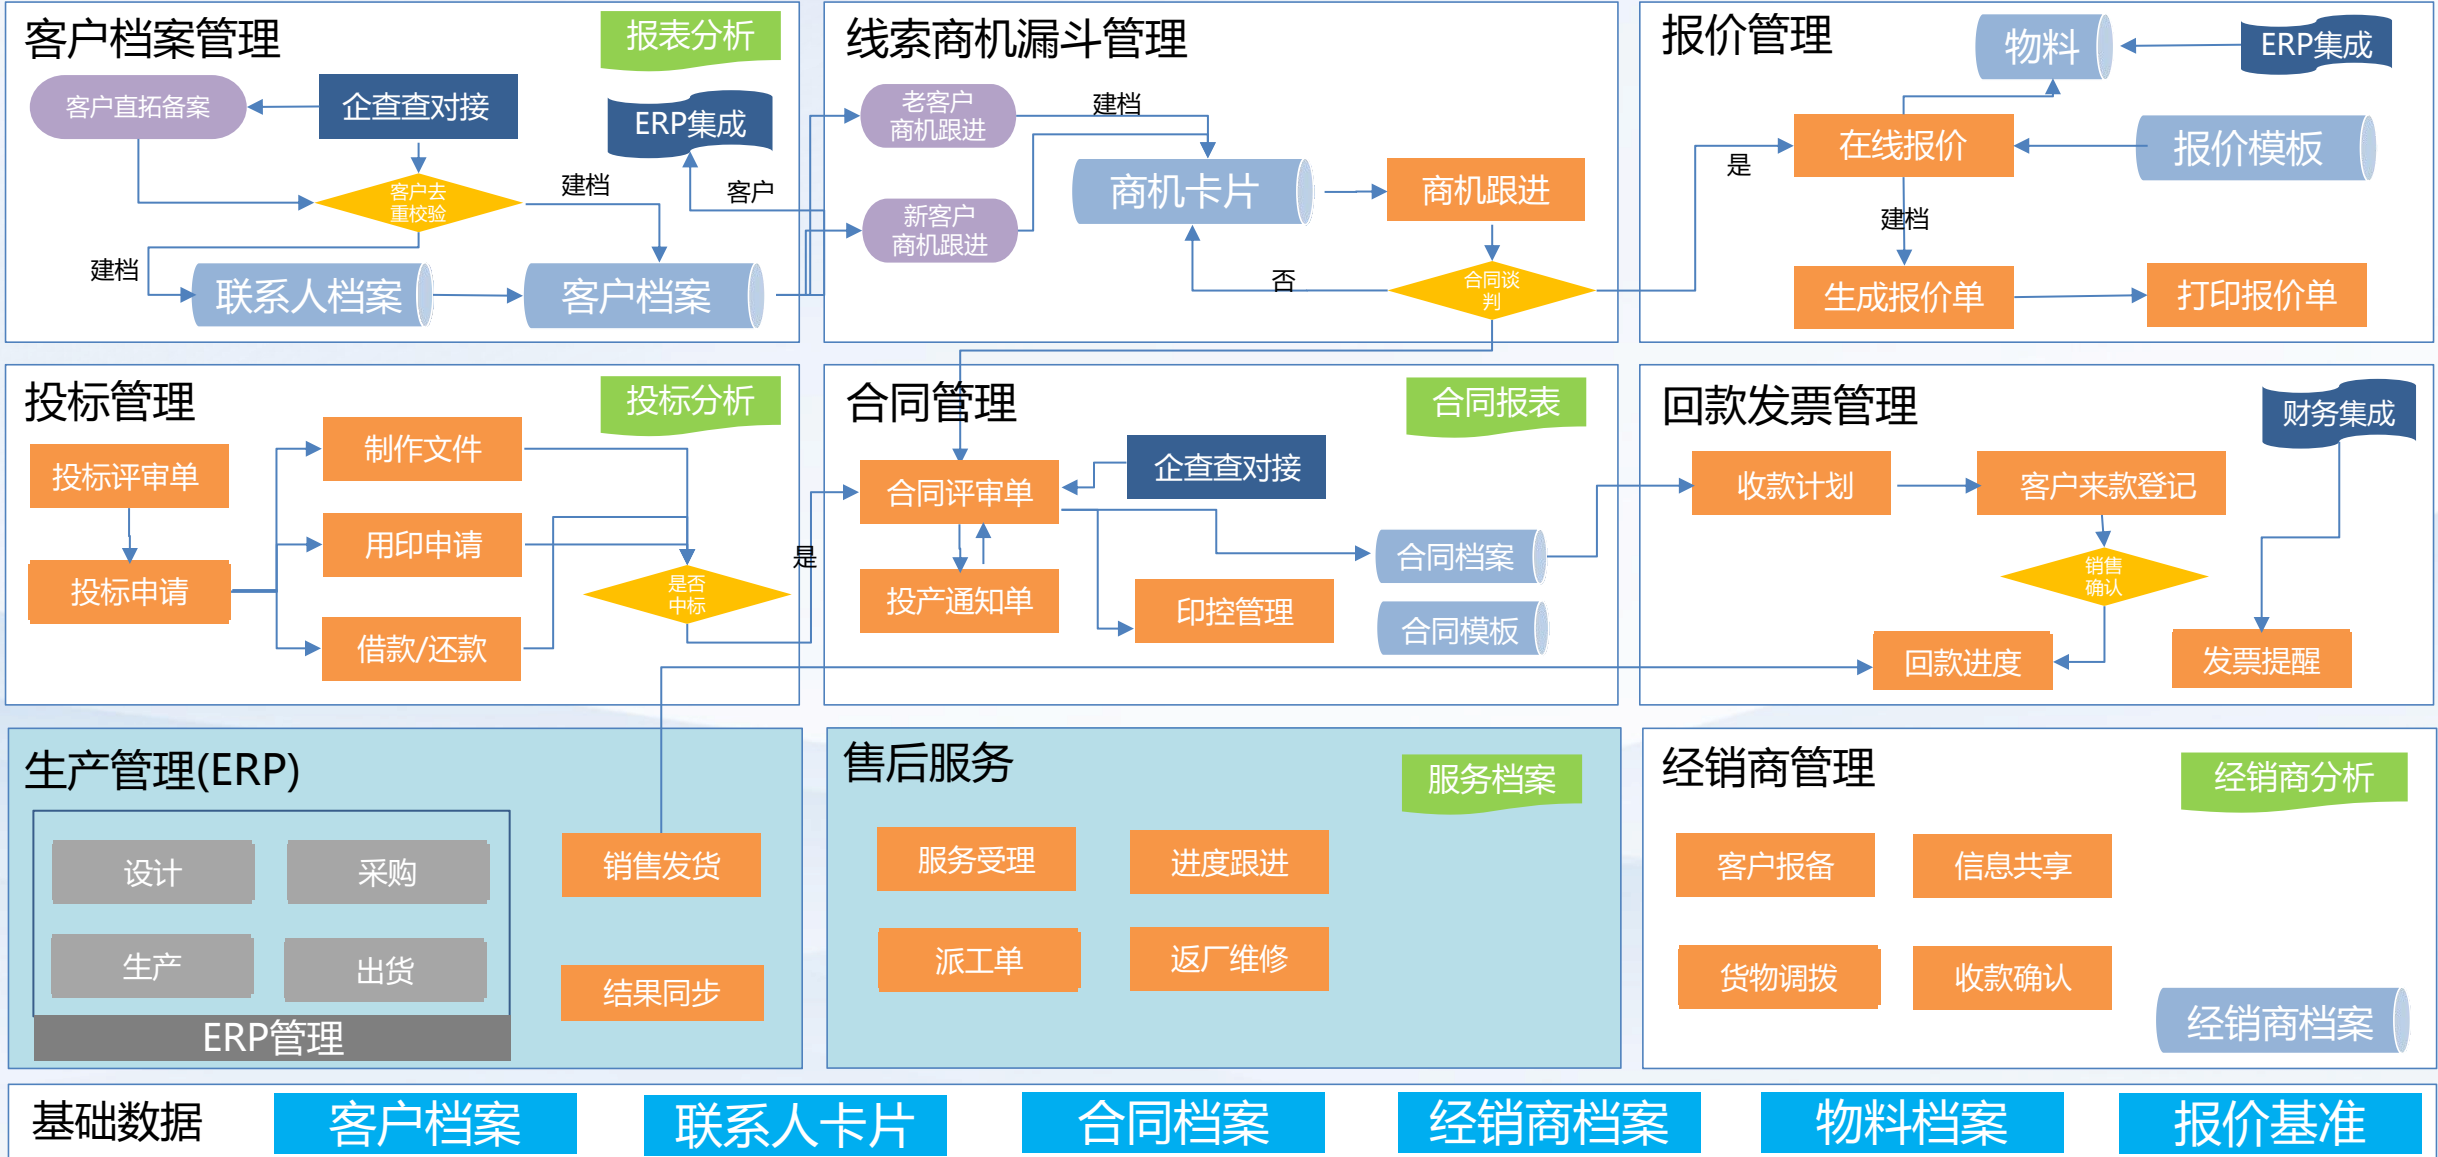 客户档案管理
报表分析
客户直拓备案
企查查对接
ERP集成
客户去
重校验
建档
客户
建档
联系人档案
客户档案
线索商机漏斗管理
老客户
商机跟进
建档
新客户
商机跟进
商机卡片
商机跟进
否
合同谈
判
报价管理
物料
ERP集成
是
在线报价
报价模板
建档
生成报价单
打印报价单
投标管理
投标分析
投标评审单
制作文件
用印申请
投标申请
借款/还款
是否
中标
是
合同管理
合同报表
企查查对接
合同评审单
合同档案
投产通知单
印控管理
合同模板
回款发票管理
财务集成
收款计划
客户来款登记
销售
确认
回款进度
发票提醒
生产管理(ERP)
设计
采购
销售发货
生产
出货
结果同步
ERP管理
售后服务
服务档案
服务受理
进度跟进
派工单
返厂维修
经销商管理
经销商分析
客户报备
信息共享
货物调拨
收款确认
经销商档案
基础数据
客户档案
联系人卡片
合同档案
经销商档案
物料档案
报价基准